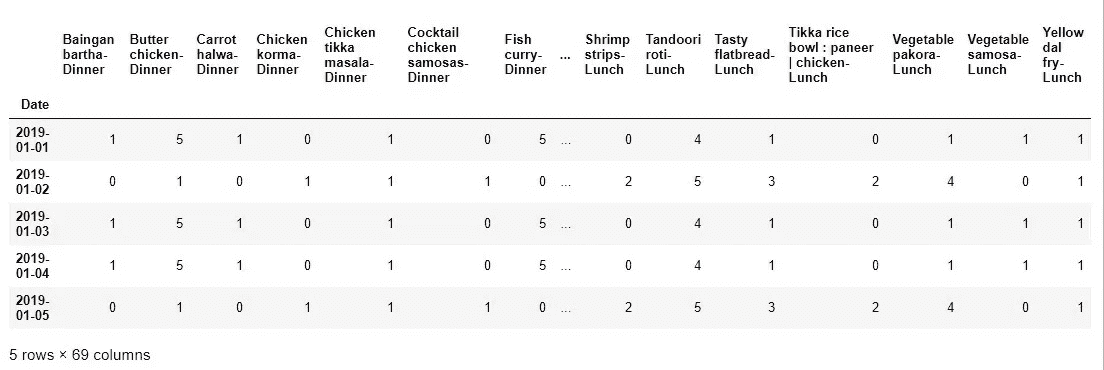 Baingan bartha-Dinner Butter chicken-Dinner Carrot halwa-Dinner Chicken korma-Dinner Chicken tikka masala-Dinner Cocktail chicken samosas-Dinner Fish curry-Dinner ... Shrimp strips-Lunch Tandoori roti-Lunch Tasty flatbread-Lunch Tikka rice bowl : paneer | chicken-Lunch Vegetable pakora-Lunch Vegetable samosa-Lunch Yellow dal fry-Lunch
Date
2019-01-01 1 5 1 0 1 0 5 ... 0 4 1 0 1 1 1
2019-01-02 0 1 0 1 1 1 0 ... 2 5 3 2 4 0 1
2019-01-03 1 5 1 0 1 0 5 ... 0 4 1 0 1 1 1
2019-01-04 1 5 1 0 1 0 5 ... 0 4 1 0 1 1 1
2019-01-05 0 1 0 1 1 1 0 ... 2 5 3 2 4 0 1
5 rows × 69 columns